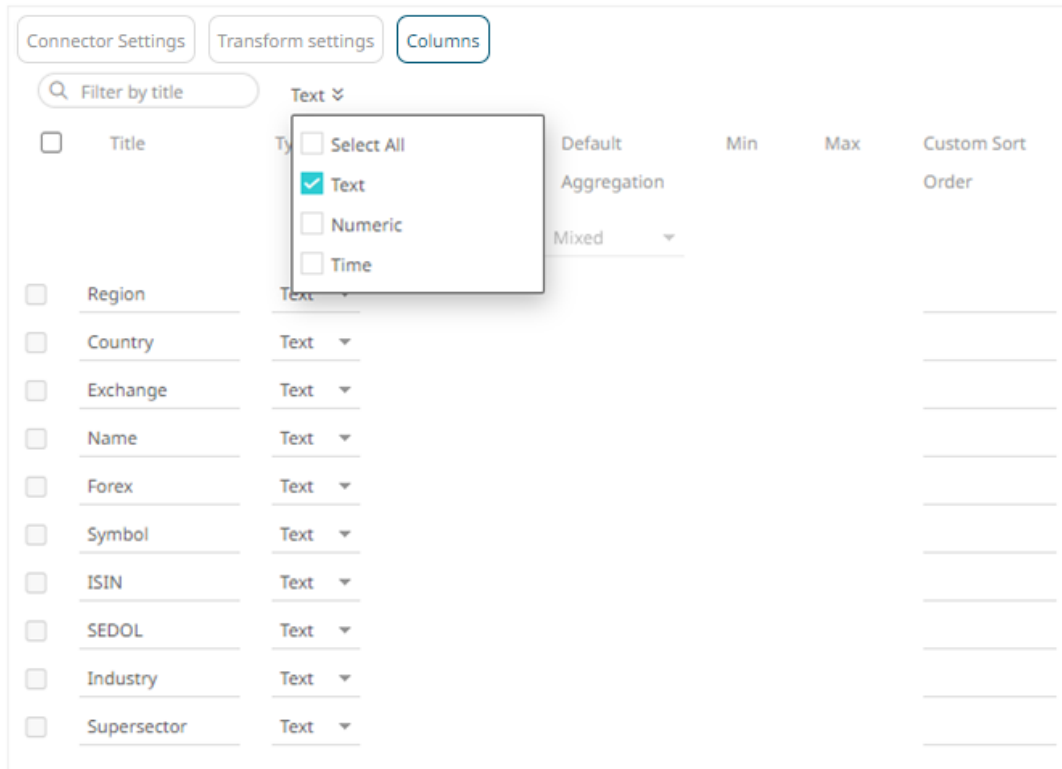 Connector Settings Transform settings Columns
Filter by title Text
Title Default Min Max Custom Sort
Select All
Aggregation Order
Text
Numeric
Mixed
Time
Region Text
Country Text
Exchange Text
Name Text
Forex Text
Symbol Text
ISIN Text
SEDOL Text
Industry Text
Supersector Text